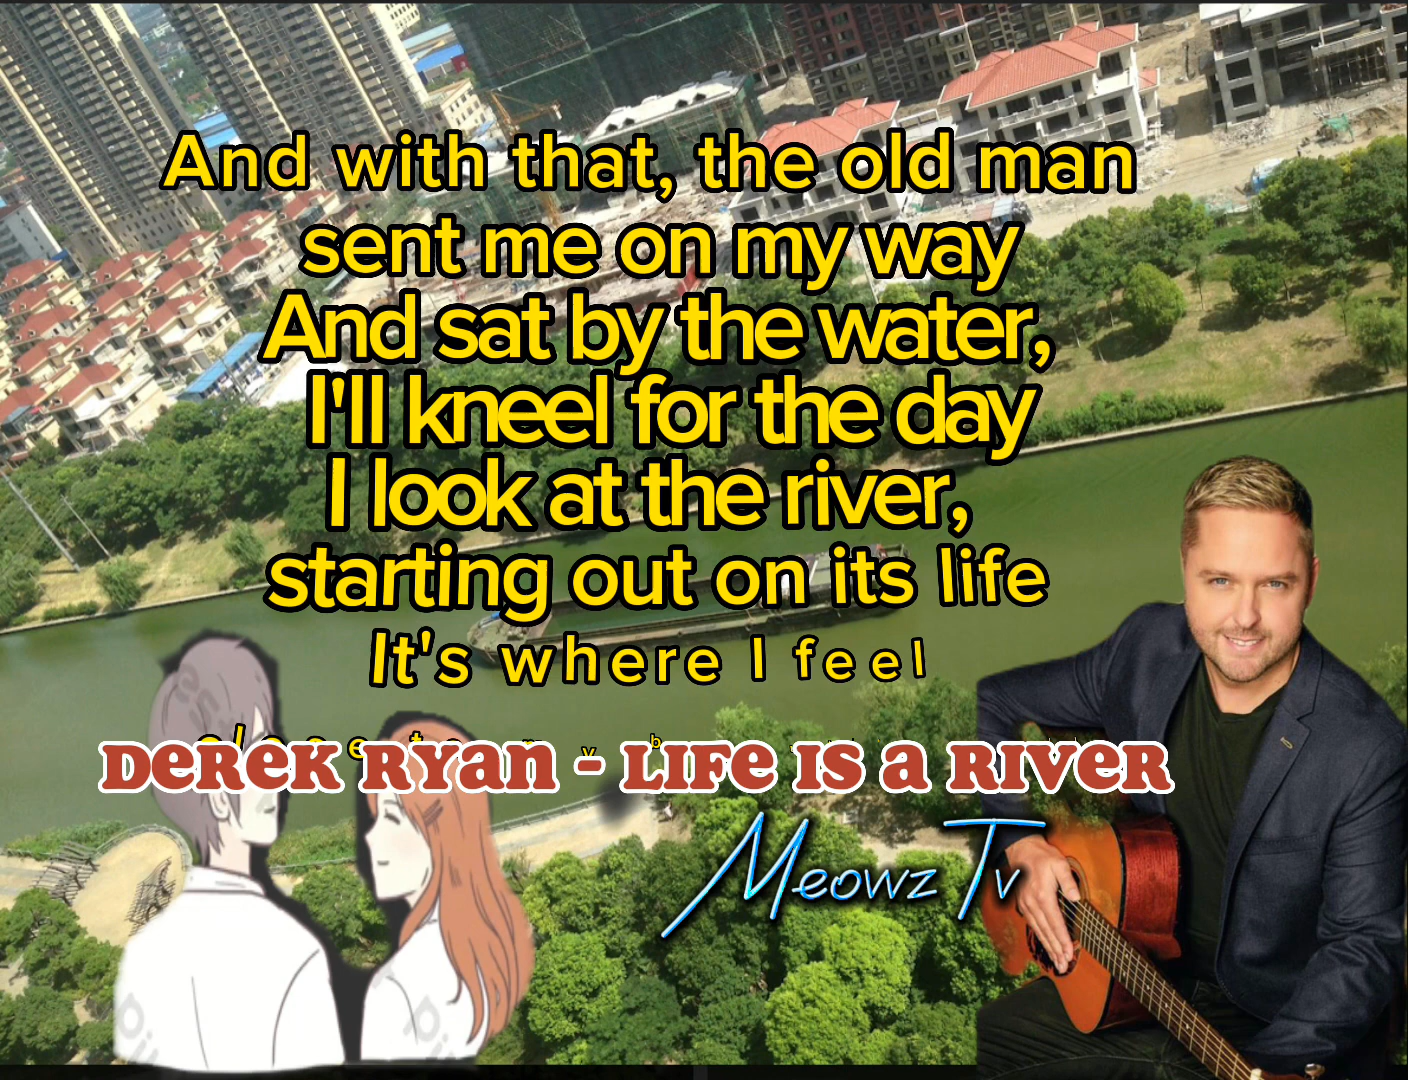 And with that, the old man
sent me on my way
And sat by the water,
I'll kneel for the day
I look at the river,
starting out on its life
It's where I feel
DEREK RYAN - LIFE IS A RIVER
Meowz Tv